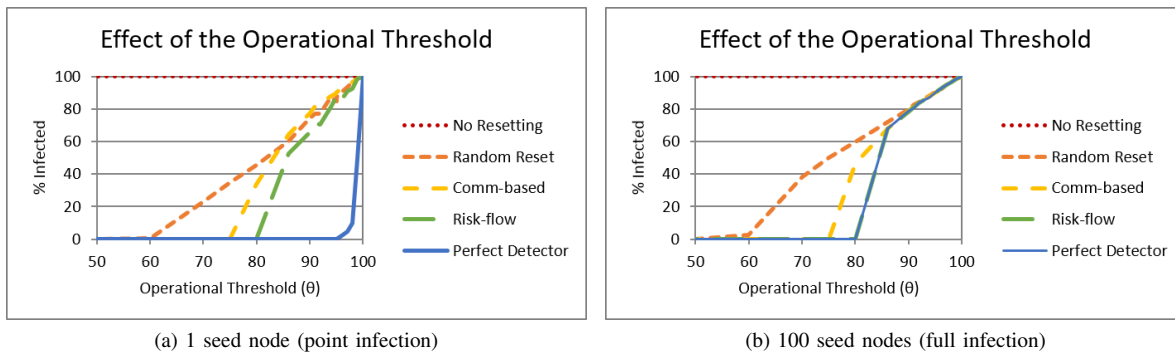 Effect of the Operational Threshold
% Infected
100
80
60
40
20
0
50 60 70 80 90 100
Operational Threshold (θ)
No Resetting
Random Reset
Comm-based
Risk-flow
Perfect Detector
(a) 1 seed node (point infection)
Effect of the Operational Threshold
% Infected
100
80
60
40
20
0
50 60 70 80 90 100
Operational Threshold (θ)
No Resetting
Random Reset
Comm-based
Risk-flow
Perfect Detector
(b) 100 seed nodes (full infection)